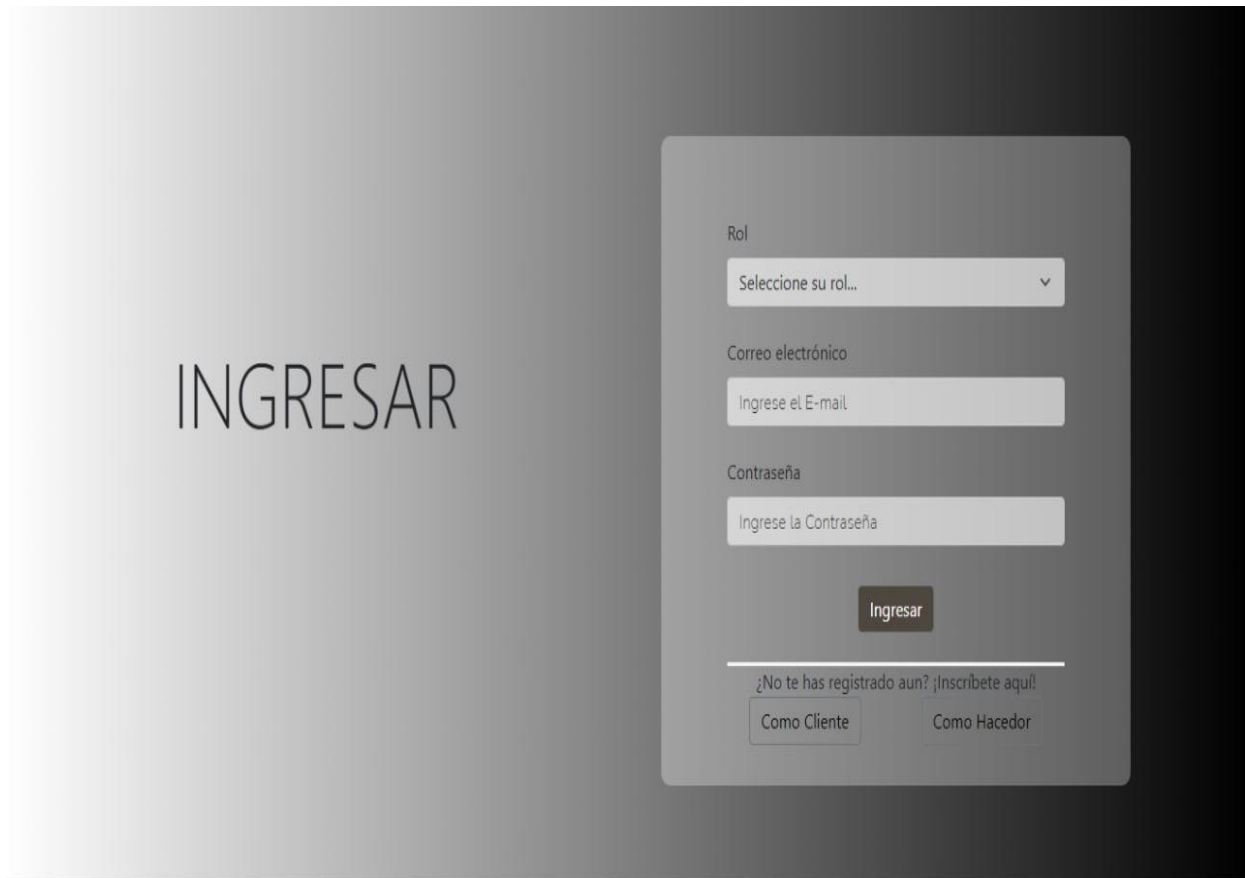 INGRESAR
Rol
Seleccione su rol...
Correo electrónico
Ingrese el E-mail
Contraseña
Ingrese la Contraseña
Ingresar
¿No te has registrado aun? ¡Inscríbete aquí!
Como Cliente
Como Hacedor